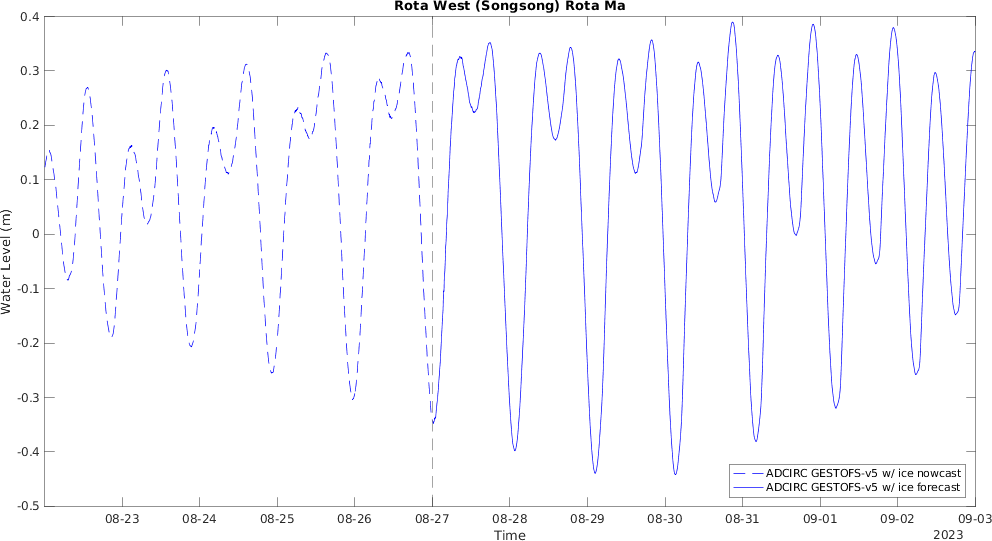 Rota West (Songsong) Rota Ma
0.4
0.3
0.2
0.1
0
-0.1
-0.2
-0.3
-0.4
-0.5
Water Level (m)
ADCIRC GESTOFS-v5 w/ ice nowcast
ADCIRC GESTOFS-v5 w/ ice forecast
08-23 08-24 08-25 08-26 08-27 08-28 08-29 08-30 08-31 09-01 09-02 09-03
Time
2023